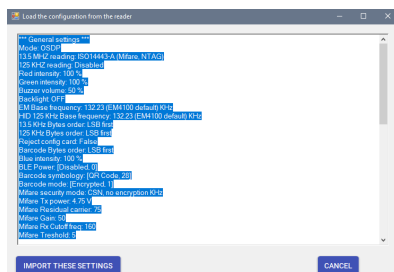 Load the configuration from the reader
*** General settings ***
Mode: OSDP
13.5 MHZ reading: ISO14443-A (Mifare, NTAG)
125 KHZ reading: Disabled
Red intensity: 100 %
Green intensity: 100 %
Buzzer volume: 50 %
Backlight: OFF
EM Base frequency: 132.23 (EM4100 default) KHz
HID 125 KHz Base frequency: 132.23 (EM4100 default) KHz
13.5 KHz Bytes order: LSB first
125 KHz Bytes order: LSB first
Reject config card: False
Barcode Bytes order: LSB first
Blue intensity: 100 %
BLE Power: [Disabled, 0]
Barcode symbology: [QR Code, 28]
Barcode mode: [Encrypted, 1]
Mifare security mode: CSN, no encryption KHz
Mifare Tx power: 4.75 V
Mifare Residual carrier: 75
Mifare Gain: 50
Mifare Rx Cutoff freq: 160
Mifare Treshold: 5
IMPORT THESE SETTINGS
CANCEL